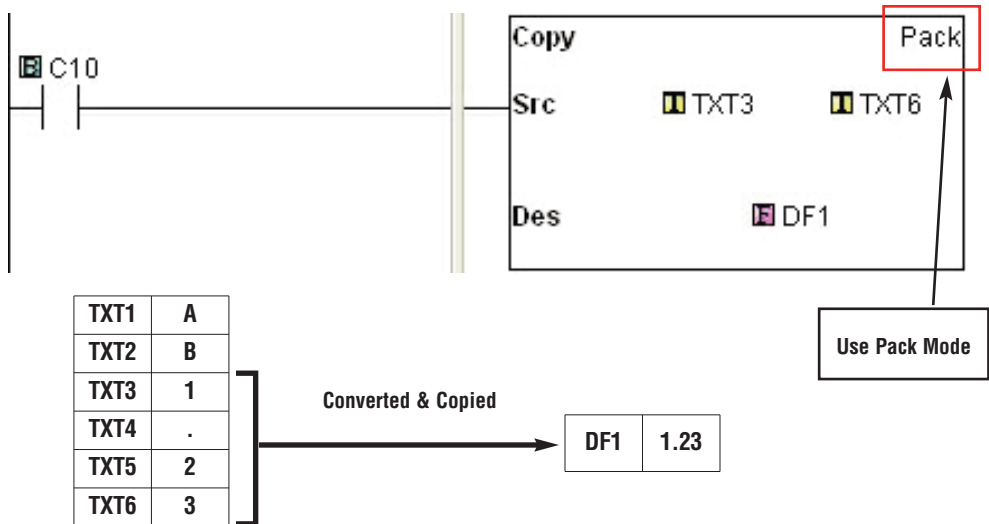 Copy Pack
B C10
Src T TXT3 T TXT6
Des F DF1
Use Pack Mode
TXT1 A
TXT2 B
TXT3 1
TXT4 .
TXT5 2
TXT6 3
Converted & Copied
DF1 1.23